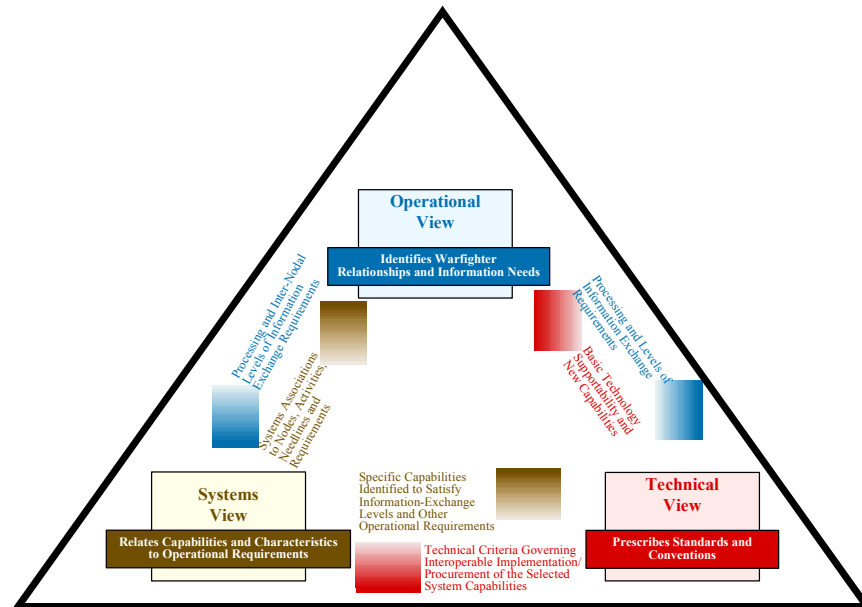 Operational
View
Identifies Warfighter
Relationships and Information Needs
Processing and Inter-Nodal
Levels of Information
Exchange Requirements
Systems Associations
to Nodes, Activities,
Needlines and
Requirements
Processing and Levels of
Information Exchange
Requirements
Basic Technology
Supportability and
New Capabilities
Systems
View
Relates Capabilities and Characteristics
to Operational Requirements
Specific Capabilities
Identified to Satisfy
Information-Exchange
Levels and Other
Operational Requirements
Technical Criteria Governing
Interoperable Implementation/
Procurement of the Selected
System Capabilities
Technical
View
Prescribes Standards and
Conventions